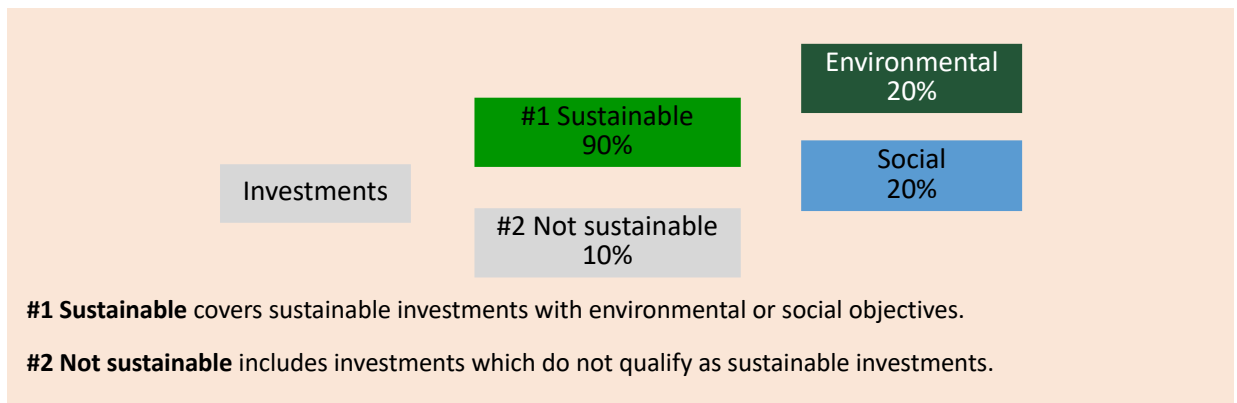 Environmental
20%
#1 Sustainable
90%
Social
20%
Investments
#2 Not sustainable
10%
#1 Sustainable covers sustainable investments with environmental or social objectives.
#2 Not sustainable includes investments which do not qualify as sustainable investments.